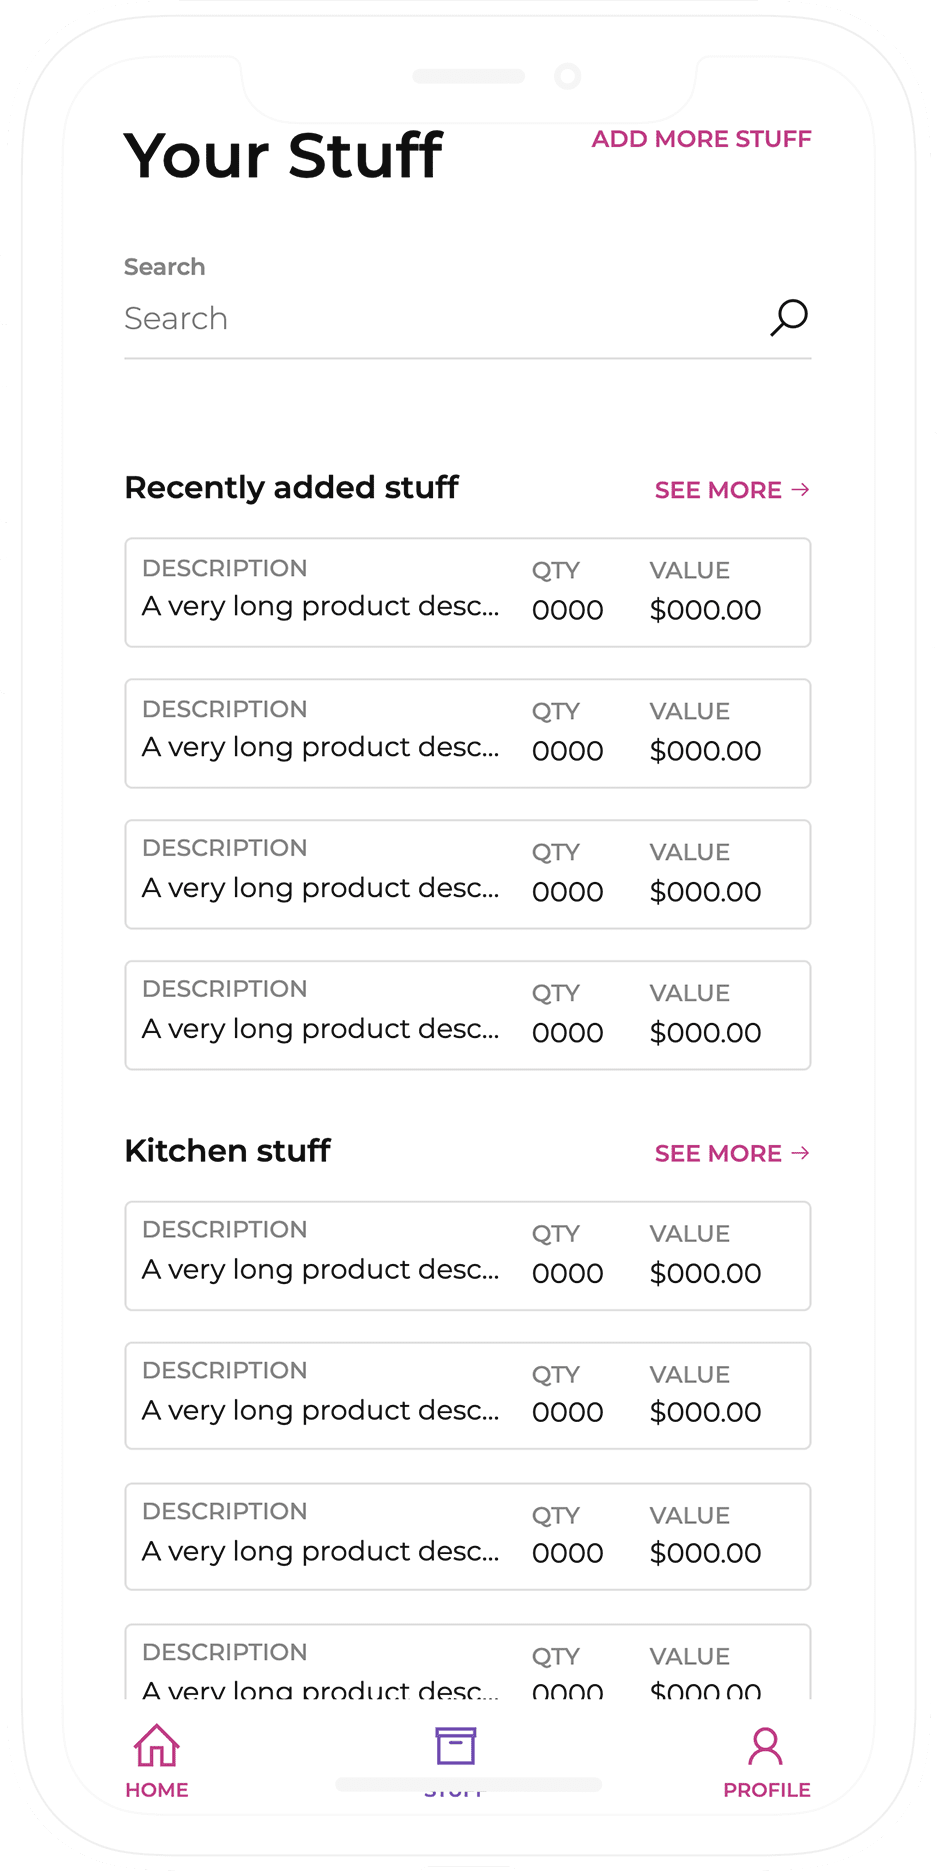 Your Stuff
ADD MORE STUFF
Search
Search
Recently added stuff
SEE MORE →
DESCRIPTION QTY VALUE
A very long product desc... 0000 $000.00
DESCRIPTION QTY VALUE
A very long product desc... 0000 $000.00
DESCRIPTION QTY VALUE
A very long product desc... 0000 $000.00
DESCRIPTION QTY VALUE
A very long product desc... 0000 $000.00
Kitchen stuff
SEE MORE →
DESCRIPTION QTY VALUE
A very long product desc... 0000 $000.00
DESCRIPTION QTY VALUE
A very long product desc... 0000 $000.00
DESCRIPTION QTY VALUE
A very long product desc... 0000 $000.00
DESCRIPTION QTY VALUE
A very long product desc... 0000 $000.00
HOME STUFF PROFILE